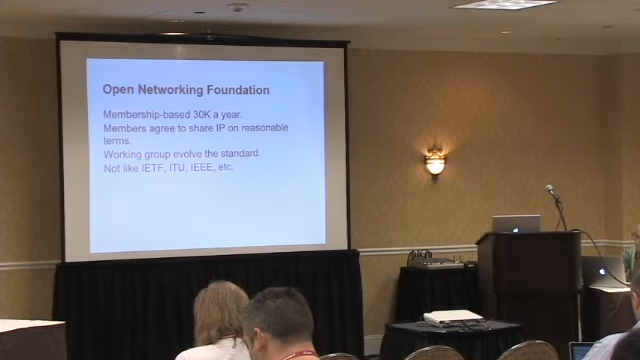 Open Networking Foundation
Membership-based 30K a year.
Members agree to share IP on reasonable
terms.
Working group evolve the standard.
Not like IETF, ITU, IEEE, etc.